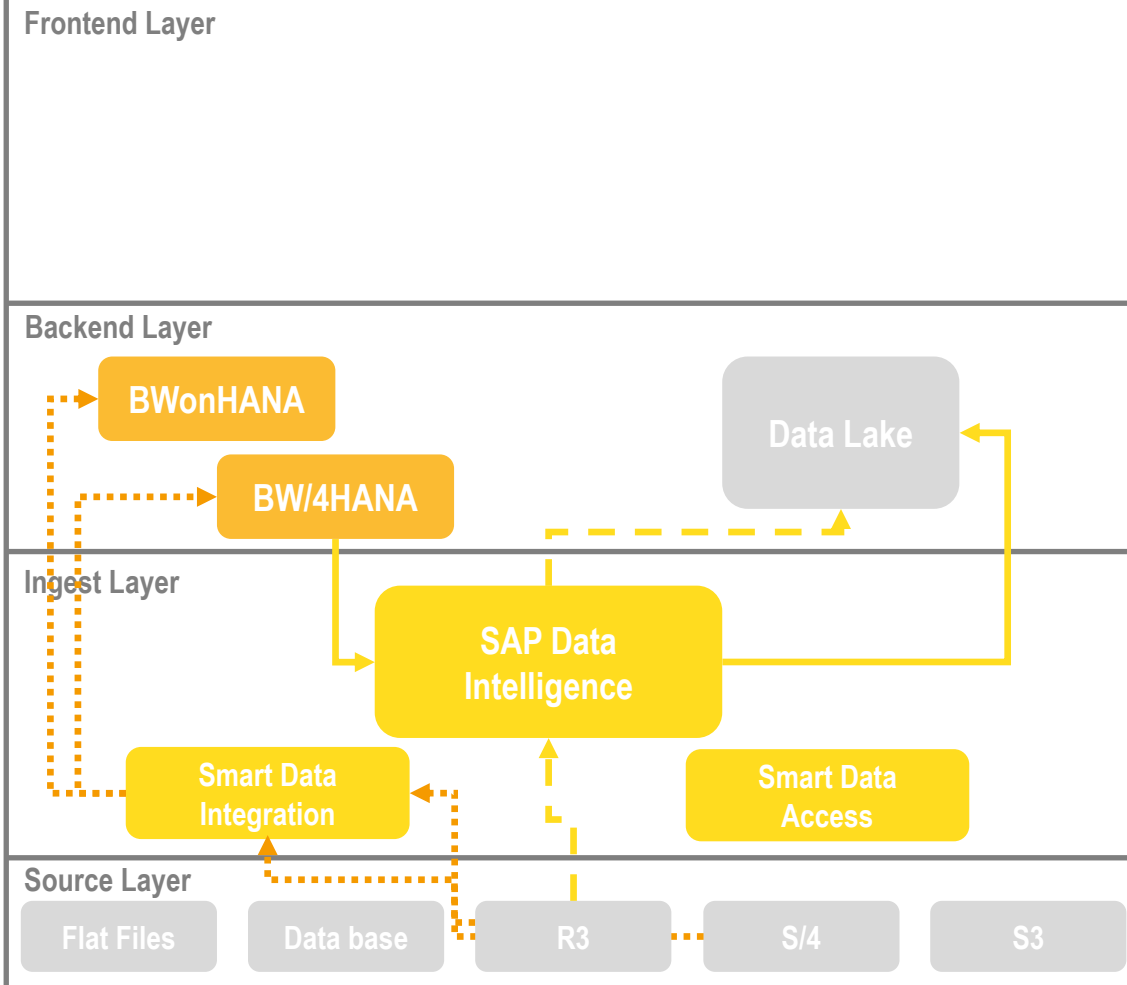 Frontend Layer
Backend Layer
BWonHANA
Data Lake
BW/4HANA
Ingest Layer
SAP Data
Intelligence
Smart Data
Integration
Smart Data
Access
Source Layer
Flat Files
Data base
R3
S/4
S3